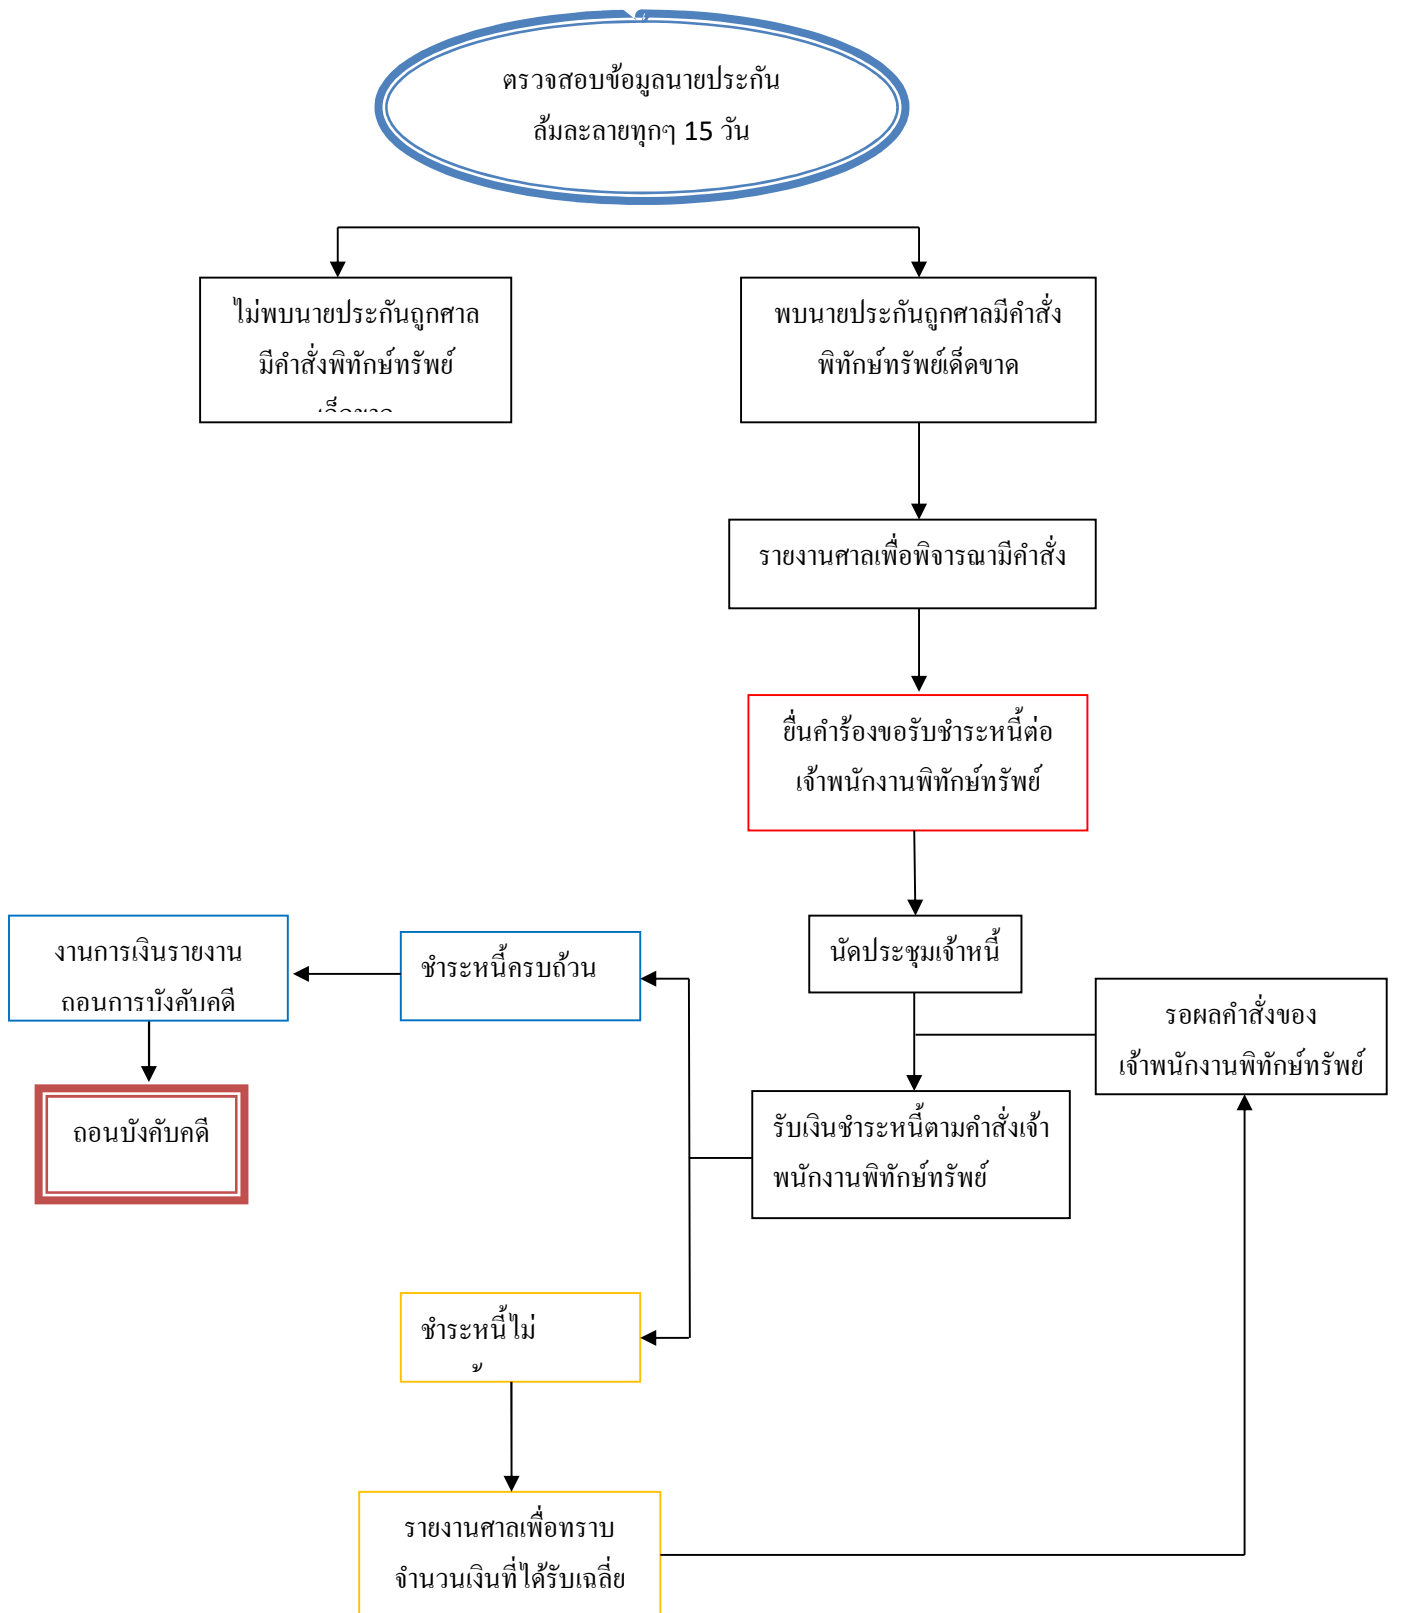 ตรวจสอบข้อมูลนายประกัน
ล้มละลายทุกๆ 15 วัน
ไม่พบนายประกันถูกศาล
มีคำสั่งพิทักษ์ทรัพย์
พบนายประกันถูกศาลมีคำสั่ง
พิทักษ์ทรัพย์เด็ดขาด
รายงานศาลเพื่อพิจารณามีคำสั่ง
ยื่นคำร้องขอรับชำระหนี้ต่อ
เจ้าพนักงานพิทักษ์ทรัพย์
งานการเงินรายงาน
ถอนการบังคับคดี
ชำระหนี้ครบถ้วน
นัดประชุมเจ้าหนี้
รอผลคำสั่งของ
เจ้าพนักงานพิทักษ์ทรัพย์
ถอนบังคับคดี
รับเงินชำระหนี้ตามคำสั่งเจ้า
พนักงานพิทักษ์ทรัพย์
ชำระหนี้ไม่
รายงานศาลเพื่อทราบ
จำนวนเงินที่ได้รับเฉลี่ย